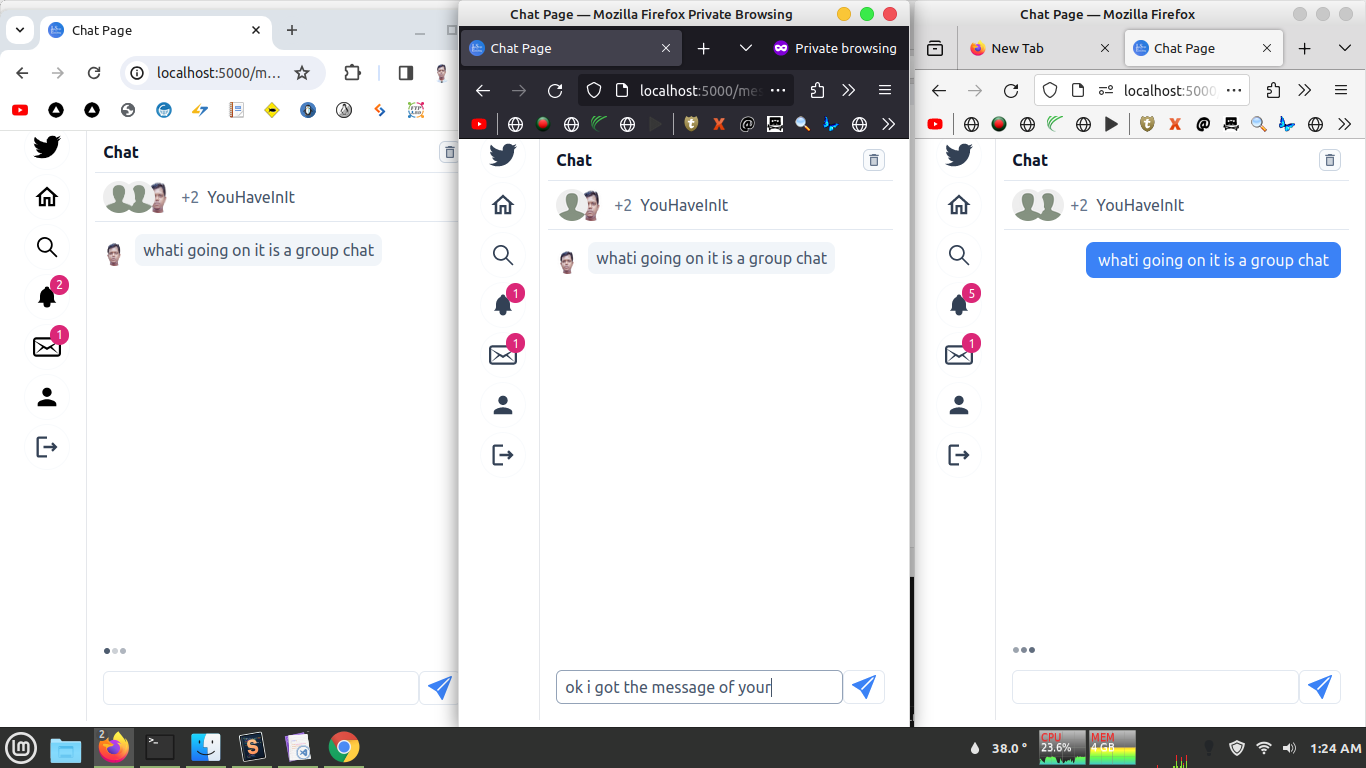 Chat Page — Mozilla Firefox Private Browsing
Chat Page — Mozilla Firefox
Chat Page
Chat Page
Private browsing
New Tab
Chat Page
localhost:5000/m...
localhost:5000/mes
localhost:5000
Chat
+2 YouHaveInIt
whati going on it is a group chat
2
1
Chat
+2 YouHaveInIt
whati going on it is a group chat
1
1
ok i got the message of your
Chat
+2 YouHaveInIt
whati going on it is a group chat
5
1
2
38.0 °
CPU
23.6%
MEM
4 GB
1:24 AM